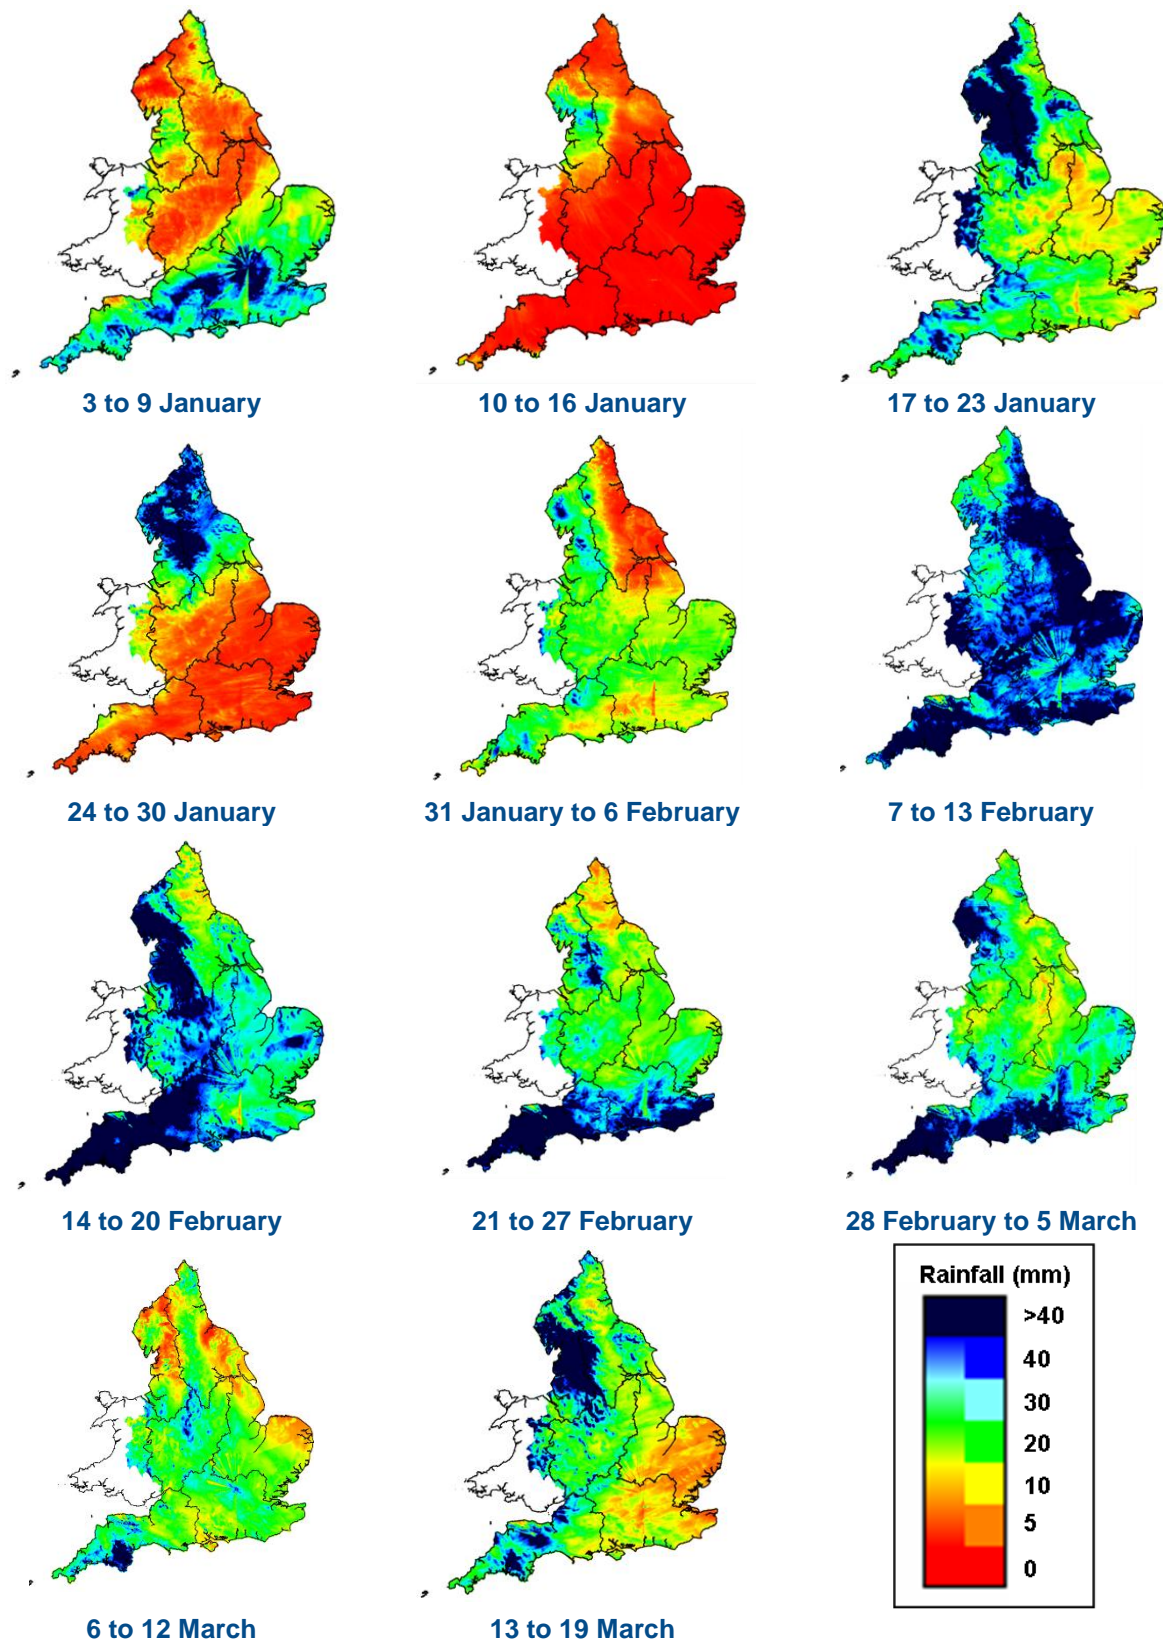 3 to 9 January
10 to 16 January
17 to 23 January
24 to 30 January
31 January to 6 February
7 to 13 February
14 to 20 February
21 to 27 February
28 February to 5 March
6 to 12 March
13 to 19 March
Rainfall (mm)
>40
40
30
20
10
5
0